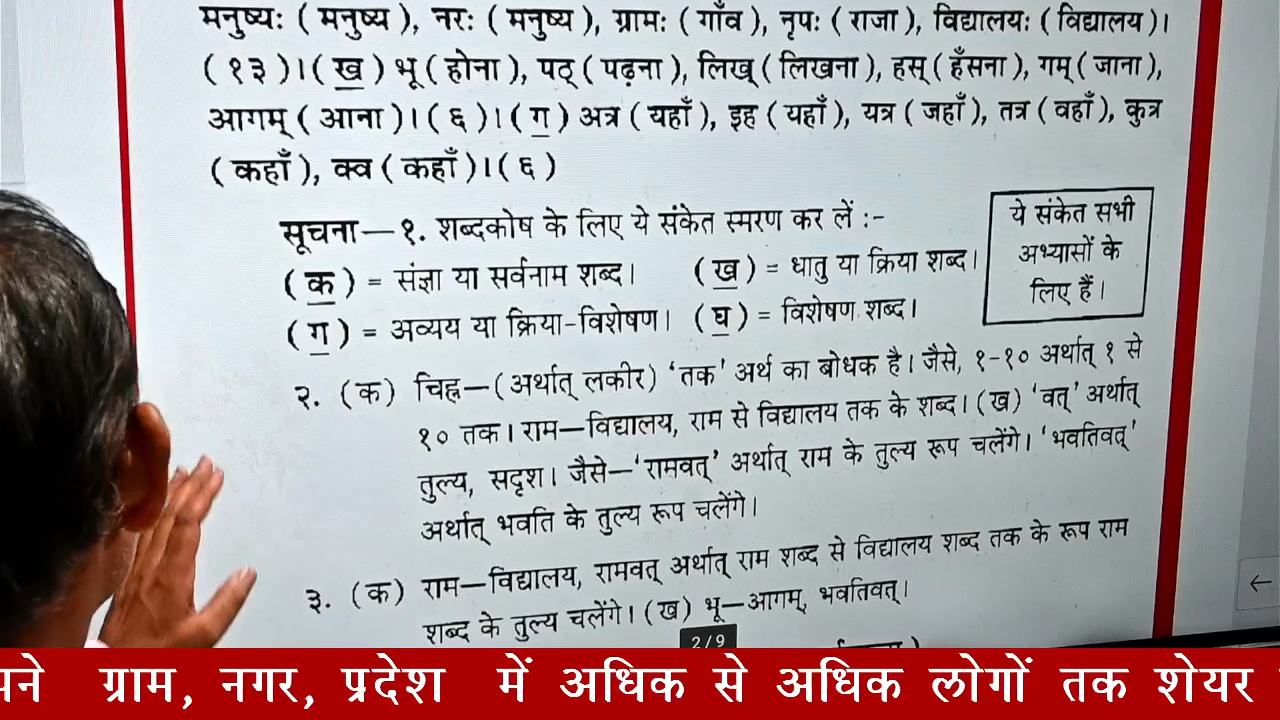 मनुष्यः ( मनुष्य ), नरः ( मनुष्य ), ग्रामः ( गाँव ), नृपः ( राजा ), विद्यालयः ( विद्यालय )।
( १३ )। ( ख ) भू ( होना ), पठ् ( पढ़ना ), लिख् ( लिखना ), हस् ( हँसना ), गम् ( जाना ),
आगम् ( आना )। ( ६ )। ( ग ) अत्र ( यहाँ ), इह ( यहाँ ), यत्र ( जहाँ ), तत्र ( वहाँ ), कुत्र
( कहाँ ), क्व ( कहाँ )। ( ६ )
सूचना—१. शब्दकोष के लिए ये संकेत स्मरण कर लें :-
( क ) = संज्ञा या सर्वनाम शब्द। ( ख ) = धातु या क्रिया शब्द।
( ग ) = अव्यय या क्रिया-विशेषण। ( घ ) = विशेषण शब्द।
ये संकेत सभी
अभ्यासों के
लिए हैं।
२. (क) चिह्न—(अर्थात् लकीर) ‘तक’ अर्थ का बोधक है। जैसे, १-१० अर्थात् १ से
१० तक। राम—विद्यालय, राम से विद्यालय तक के शब्द। (ख) ‘वत्’ अर्थात्
तुल्य, सदृश। जैसे—‘रामवत्’ अर्थात् राम के तुल्य रूप चलेंगे। ‘भवतिवत्’
अर्थात् भवति के तुल्य रूप चलेंगे।
३. (क) राम—विद्यालय, रामवत् अर्थात् राम शब्द से विद्यालय शब्द तक के रूप राम
शब्द के तुल्य चलेंगे। (ख) भू—आगम्, भवतिवत्।
2/9
ग्राम, नगर, प्रदेश में अधिक से अधिक लोगों तक शेयर